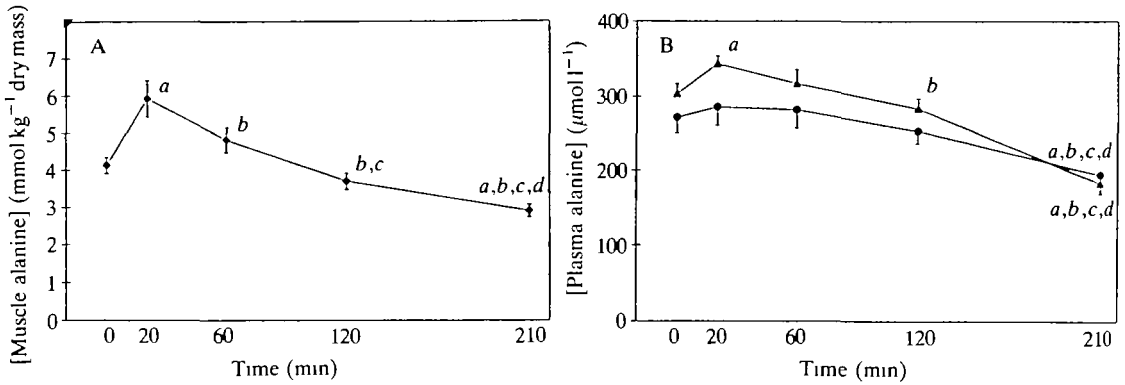 [Muscle alanine] (mmol kg⁻¹ dry mass)
A
7
6
5
4
3
2
1
0
a
b
b,c
a,b,c,d
0 20 60 120 210
Time (min)
[Plasma alanine] (μmol l⁻¹)
B
400
300
200
100
0
a
b
a,b,c,d
a,b,c,d
0 20 60 120 210
Time (min)